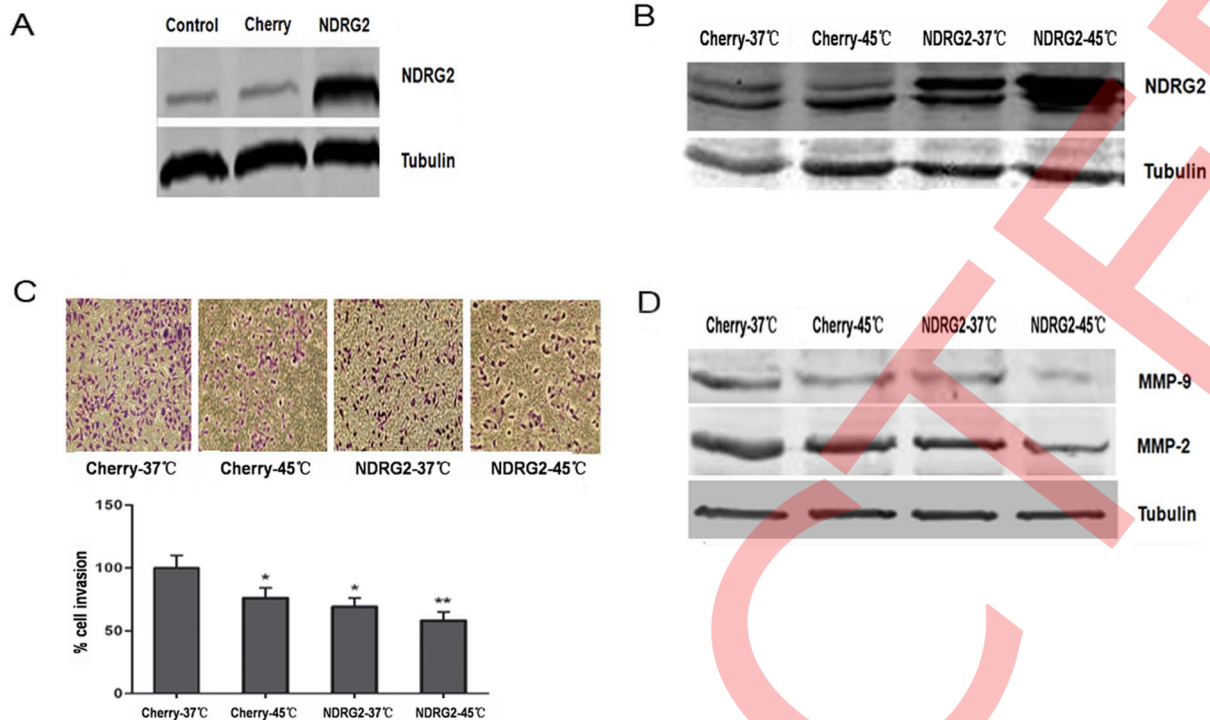 A
Control Cherry NDRG2
NDRG2
Tubulin
B
Cherry-37℃ Cherry-45℃ NDRG2-37℃ NDRG2-45℃
NDRG2
Tubulin
C
Cherry-37℃ Cherry-45℃ NDRG2-37℃ NDRG2-45℃
% cell invasion
150
100
50
0
* * **
Cherry-37℃ Cherry-45℃ NDRG2-37℃ NDRG2-45℃
D
Cherry-37℃ Cherry-45℃ NDRG2-37℃ NDRG2-45℃
MMP-9
MMP-2
Tubulin
CTE